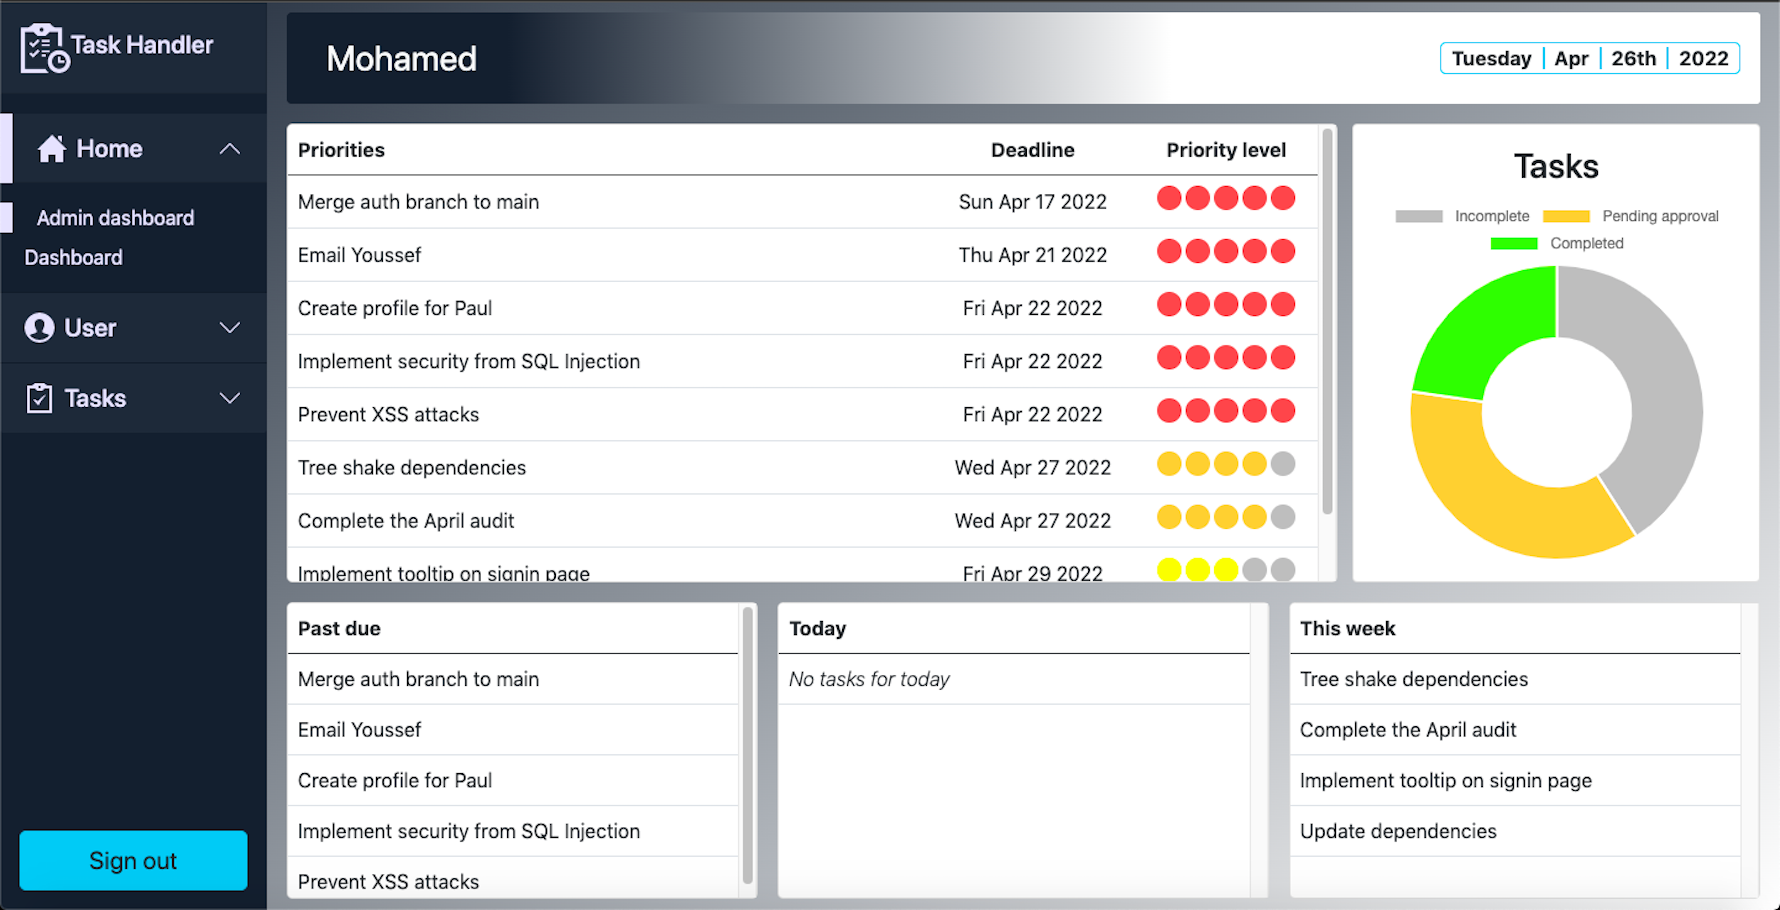 Task Handler
Home
Admin dashboard
Dashboard
User
Tasks
Sign out
Mohamed
Tuesday | Apr | 26th | 2022
Priorities Deadline Priority level
Merge auth branch to main Sun Apr 17 2022
Email Youssef Thu Apr 21 2022
Create profile for Paul Fri Apr 22 2022
Implement security from SQL Injection Fri Apr 22 2022
Prevent XSS attacks Fri Apr 22 2022
Tree shake dependencies Wed Apr 27 2022
Complete the April audit Wed Apr 27 2022
Implement tooltip on signin page Fri Apr 29 2022
Tasks
Incomplete Pending approval
Completed
Past due
Merge auth branch to main
Email Youssef
Create profile for Paul
Implement security from SQL Injection
Prevent XSS attacks
Today
No tasks for today
This week
Tree shake dependencies
Complete the April audit
Implement tooltip on signin page
Update dependencies